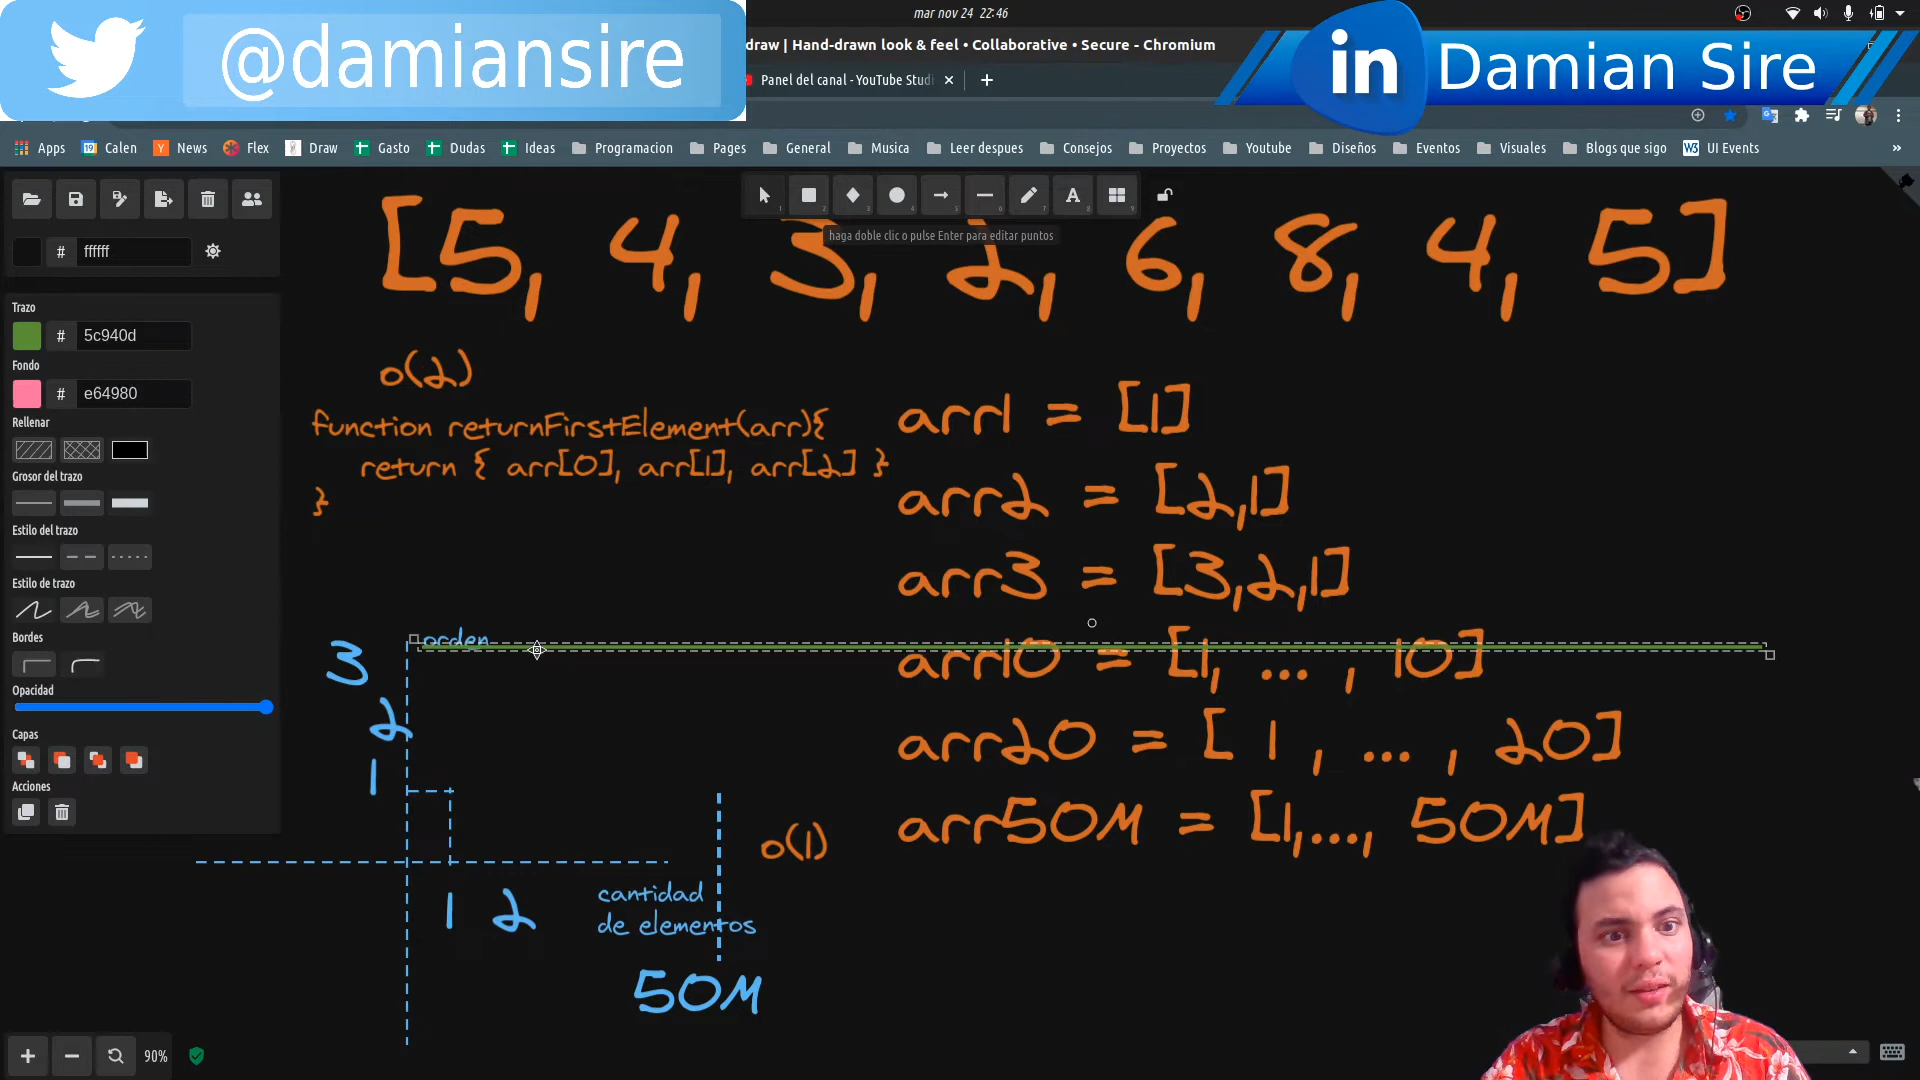 mar nov 24 22:46
@damiansire
draw | Hand-drawn look & feel • Collaborative • Secure - Chromium
in Damian Sire
Panel del canal - YouTube Studi
Apps
Calen
News
Flex
Draw
Gasto
Dudas
Ideas
Programacion
Pages
General
Musica
Leer despues
Consejos
Proyectos
Youtube
Diseños
Eventos
Visuales
Blogs que sigo
UI Events
haga doble clic o pulse Enter para editar puntos
# ffffff
[5, 4, 3, 2, 6, 8, 4, 5]
Trazo
# 5c940d
Fondo
# e64980
Rellenar
Grosor del trazo
Estilo del trazo
Estilo de trazo
Bordes
Opacidad
Capas
Acciones
90%
o(2)
function returnFirstElement(arr){
return { arr[0], arr[1], arr[2] }
}
arr1 = [1]
arr2 = [2,1]
arr3 = [3,2,1]
arr10 = [1, ... , 10]
arr20 = [ 1 , ... , 20]
arr50M = [1,..., 50M]
orden
3
2
1
o(1)
1 2
cantidad
de elementos
50M